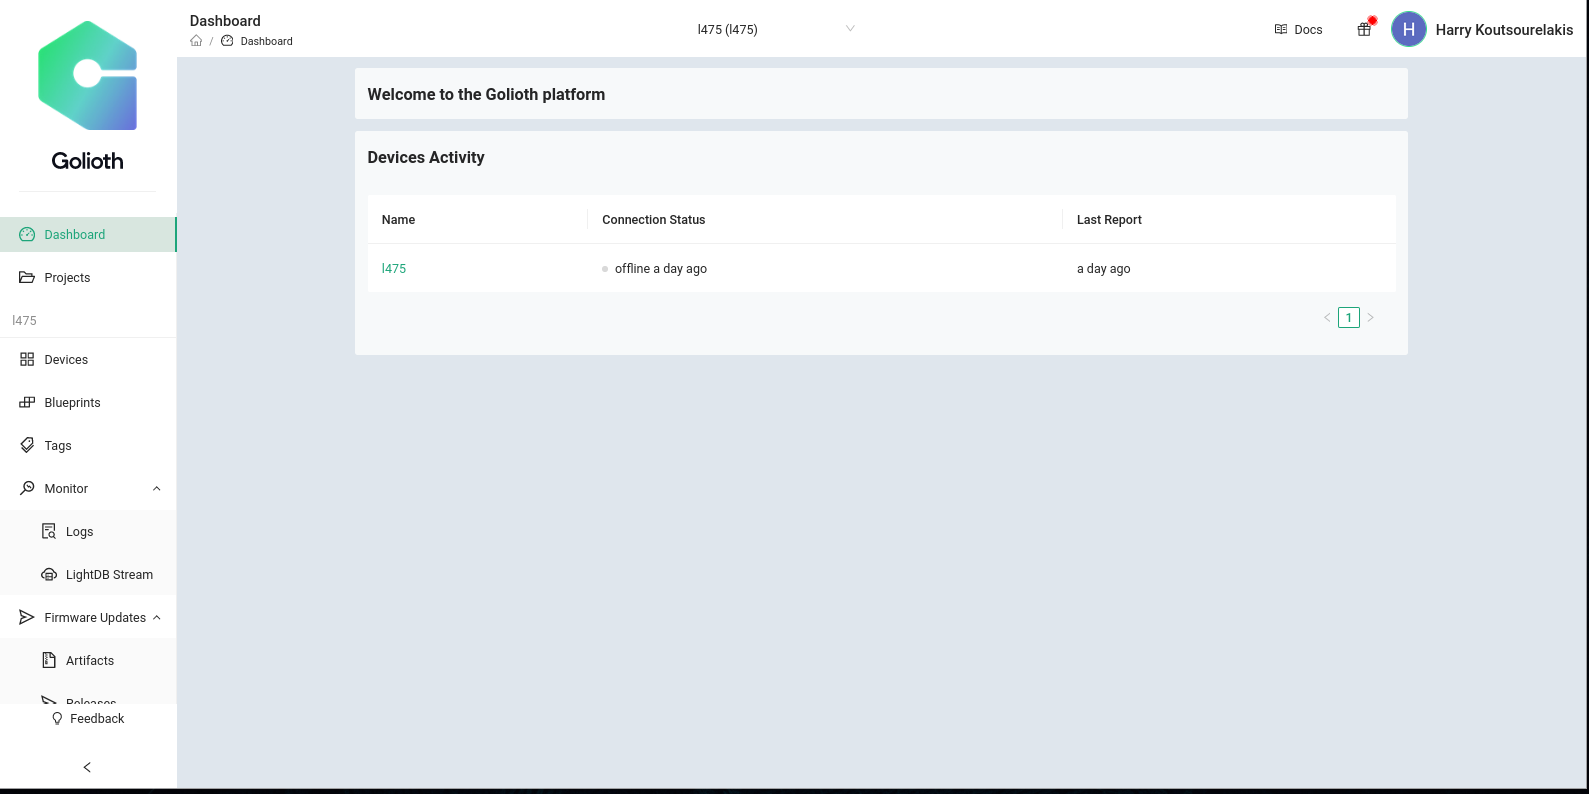 Golioth
Dashboard
Projects
l475
Devices
Blueprints
Tags
Monitor
Logs
LightDB Stream
Firmware Updates
Artifacts
Releases
Feedback
Dashboard
/ Dashboard
l475 (l475)
Docs
H
Harry Koutsourelakis
Welcome to the Golioth platform
Devices Activity
Name Connection Status Last Report
l475 offline a day ago a day ago
< 1 >